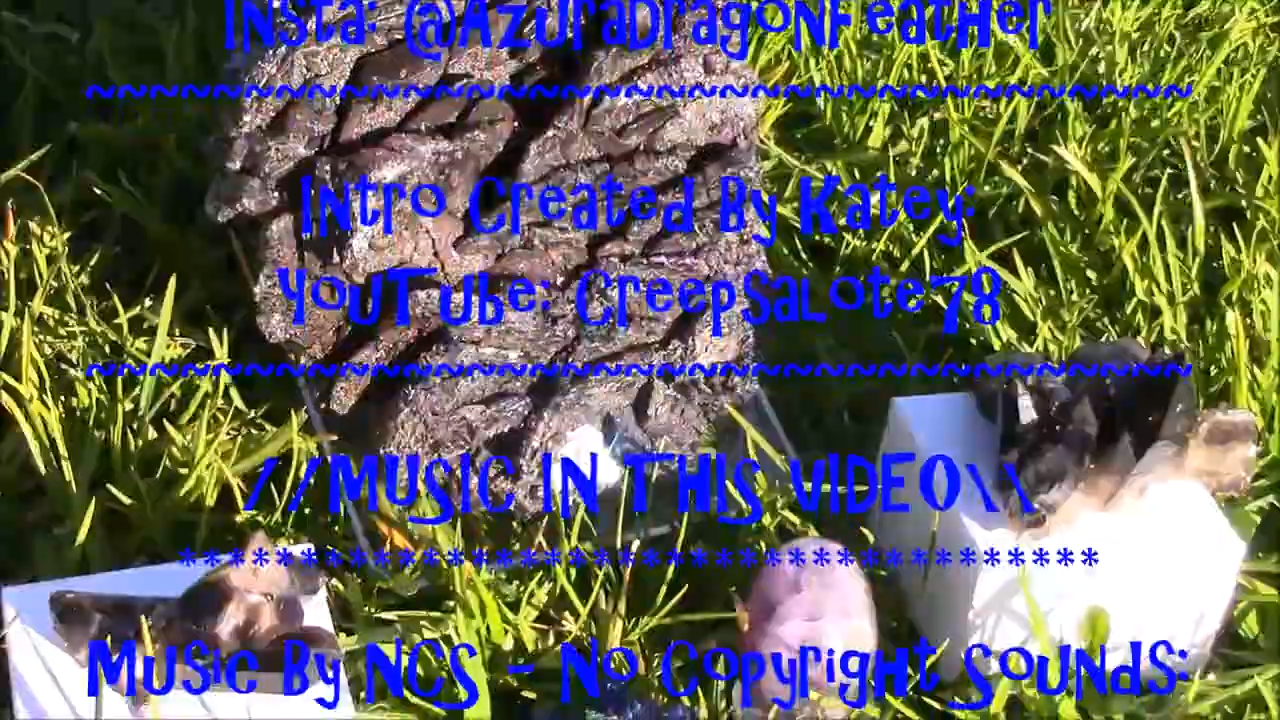 Insta: @AzuraDragonFeather
~~~~~~~~~~~~~~~~~~~~~~~~~~~~~~~~~~
Intro Created By Katey:
YouTube: Creepsalote78
~~~~~~~~~~~~~~~~~~~~~~~~~~~~~~~~~~
//MUSIC IN THIS VIDEO\\
************************************
Music By NCS - No Copyright Sounds: